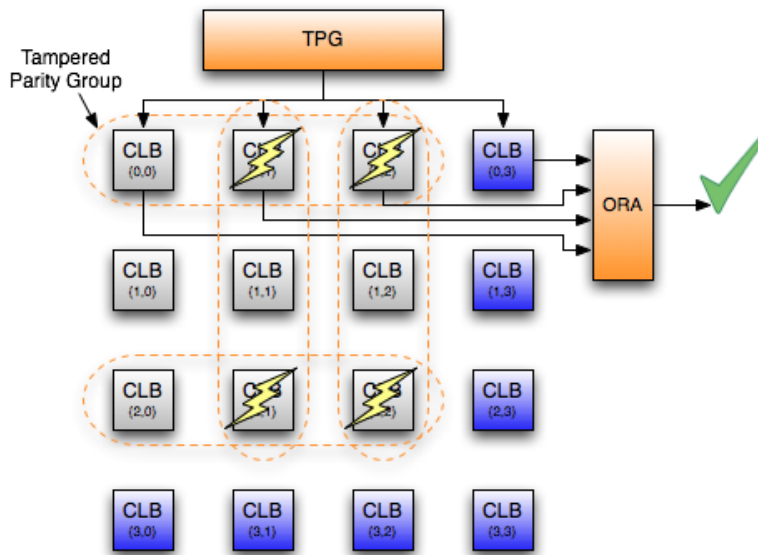 TPG
Tampered
Parity Group
CLB
(0,0)
CLB
(0,3)
ORA
CLB
(1,0)
CLB
(1,1)
CLB
(1,2)
CLB
(1,3)
CLB
(2,0)
CLB
(2,3)
CLB
(3,0)
CLB
(3,1)
CLB
(3,2)
CLB
(3,3)